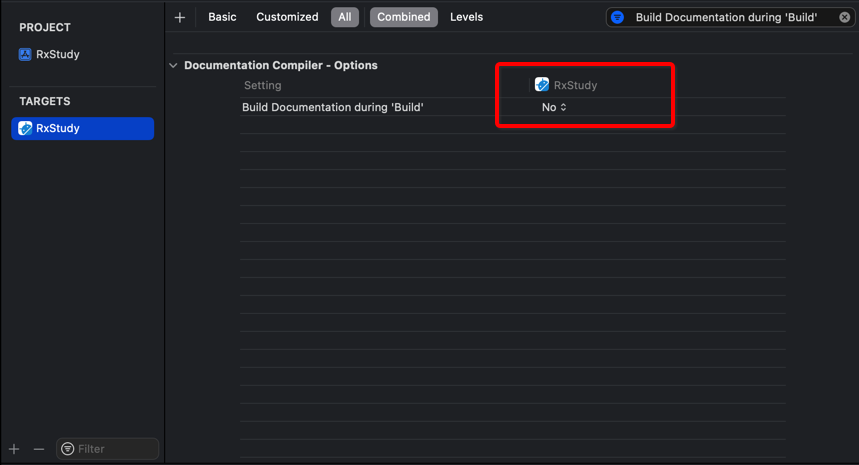 Basic Customized All Combined Levels Build Documentation during 'Build'
PROJECT
RxStudy
TARGETS
RxStudy
Documentation Compiler - Options
Setting RxStudy
Build Documentation during 'Build' No
Filter